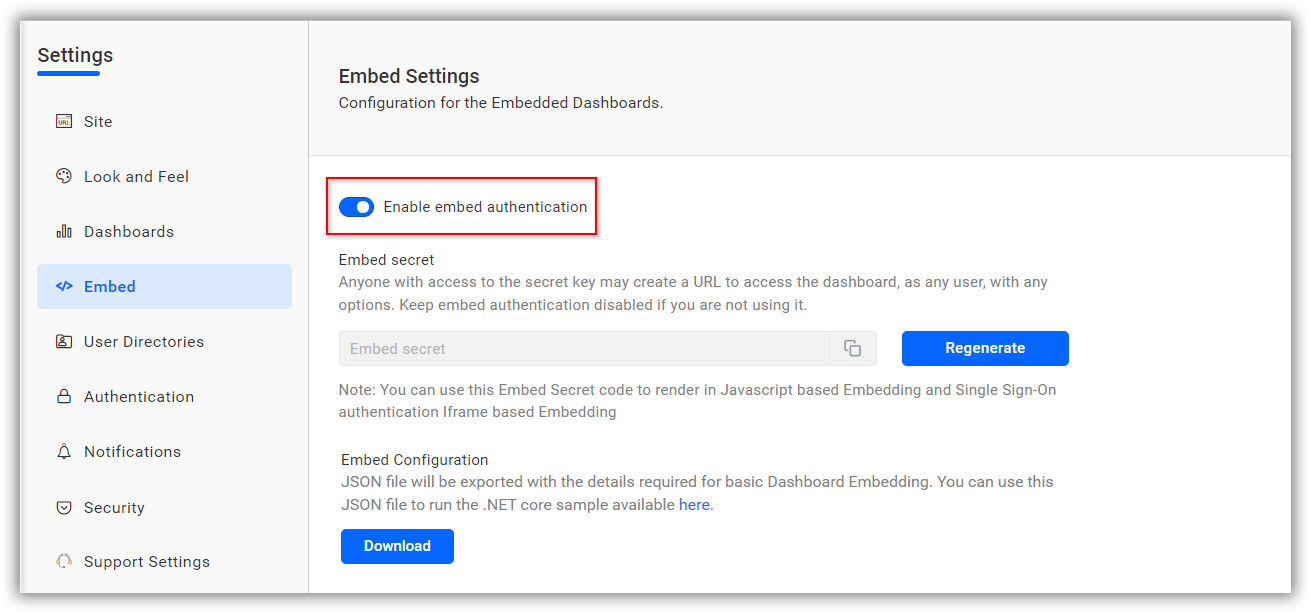 Settings
URL
Site
Look and Feel
Dashboards
Embed
User Directories
Authentication
Notifications
Security
Support Settings
Embed Settings
Configuration for the Embedded Dashboards.
Enable embed authentication
Embed secret
Anyone with access to the secret key may create a URL to access the dashboard, as any user, with any
options. Keep embed authentication disabled if you are not using it.
Embed secret
Regenerate
Note: You can use this Embed Secret code to render in Javascript based Embedding and Single Sign-On
authentication Iframe based Embedding
Embed Configuration
JSON file will be exported with the details required for basic Dashboard Embedding. You can use this
JSON file to run the .NET core sample available here.
Download